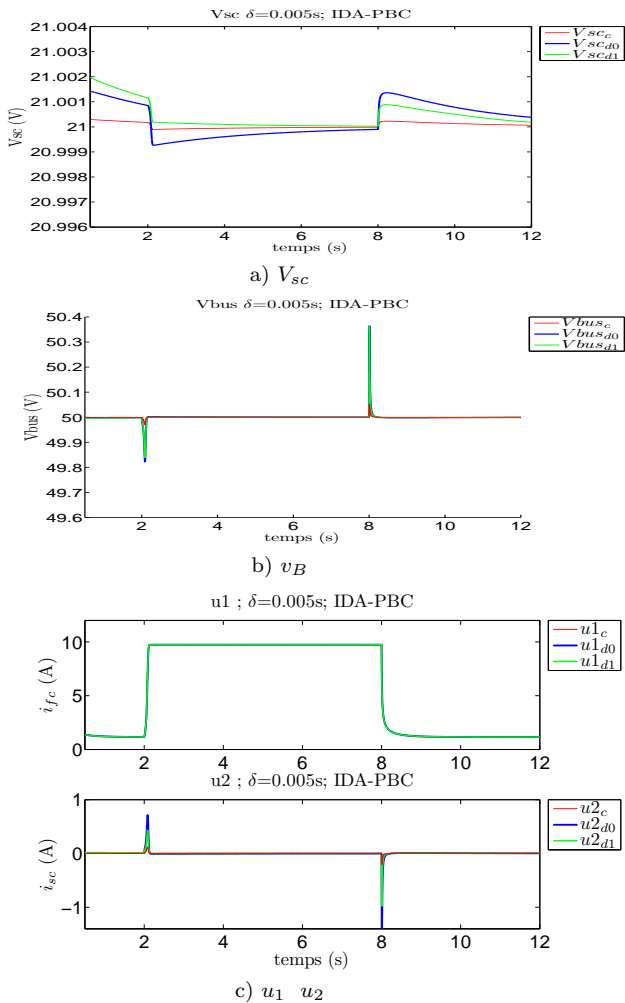 Vsc δ=0.005s; IDA-PBC
Vsc_c
Vsc_d0
Vsc_d1
Vsc (V)
21.004
21.003
21.002
21.001
21
20.999
20.998
20.997
20.996
2 4 6 8 10 12
temps (s)
a) V_sc
Vbus δ=0.005s; IDA-PBC
Vbus_c
Vbus_d0
Vbus_d1
Vbus (V)
50.4
50.3
50.2
50.1
50
49.9
49.8
49.7
49.6
2 4 6 8 10 12
temps (s)
b) v_B
u1 ; δ=0.005s; IDA-PBC
u1_c
u1_d0
u1_d1
i_fc (A)
10
5
0
2 4 6 8 10 12
u2 ; δ=0.005s; IDA-PBC
u2_c
u2_d0
u2_d1
i_sc (A)
1
0
−1
2 4 6 8 10 12
temps (s)
c) u_1 u_2